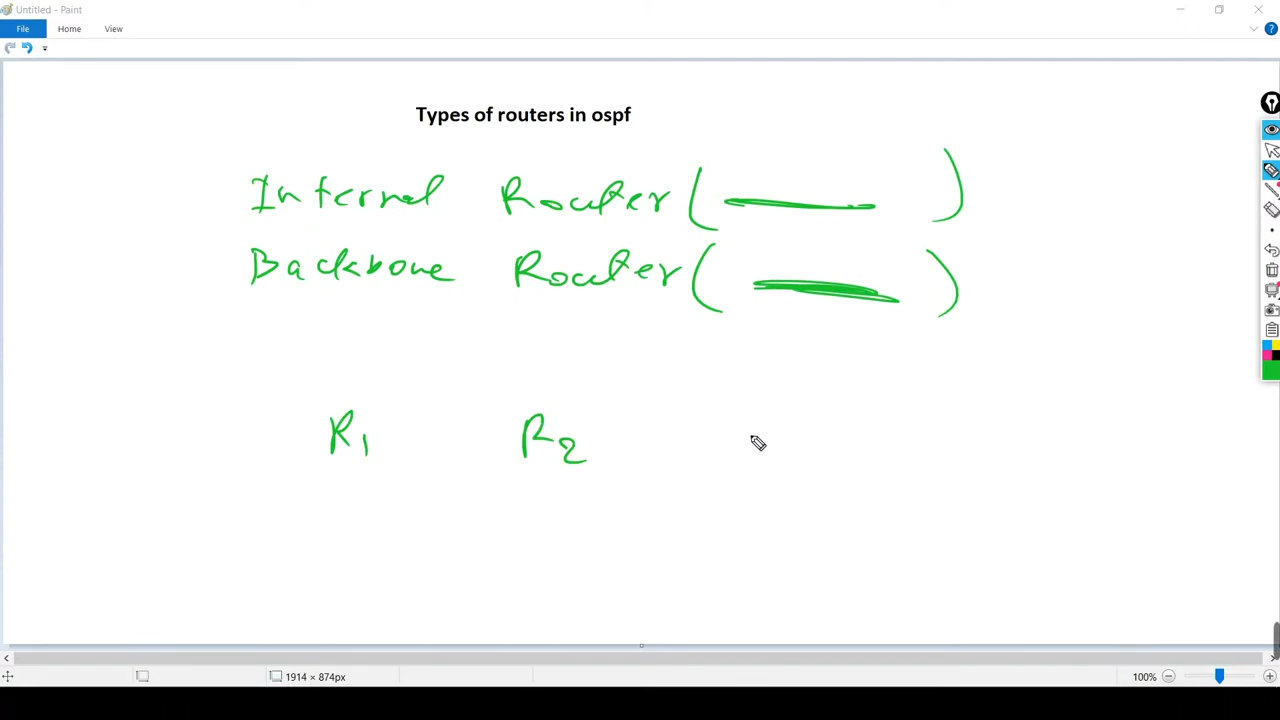 Untitled - Paint
File Home View
Types of routers in ospf
Internal Router( )
Backbone Router( )
R1 R2
1914 × 874px 100%